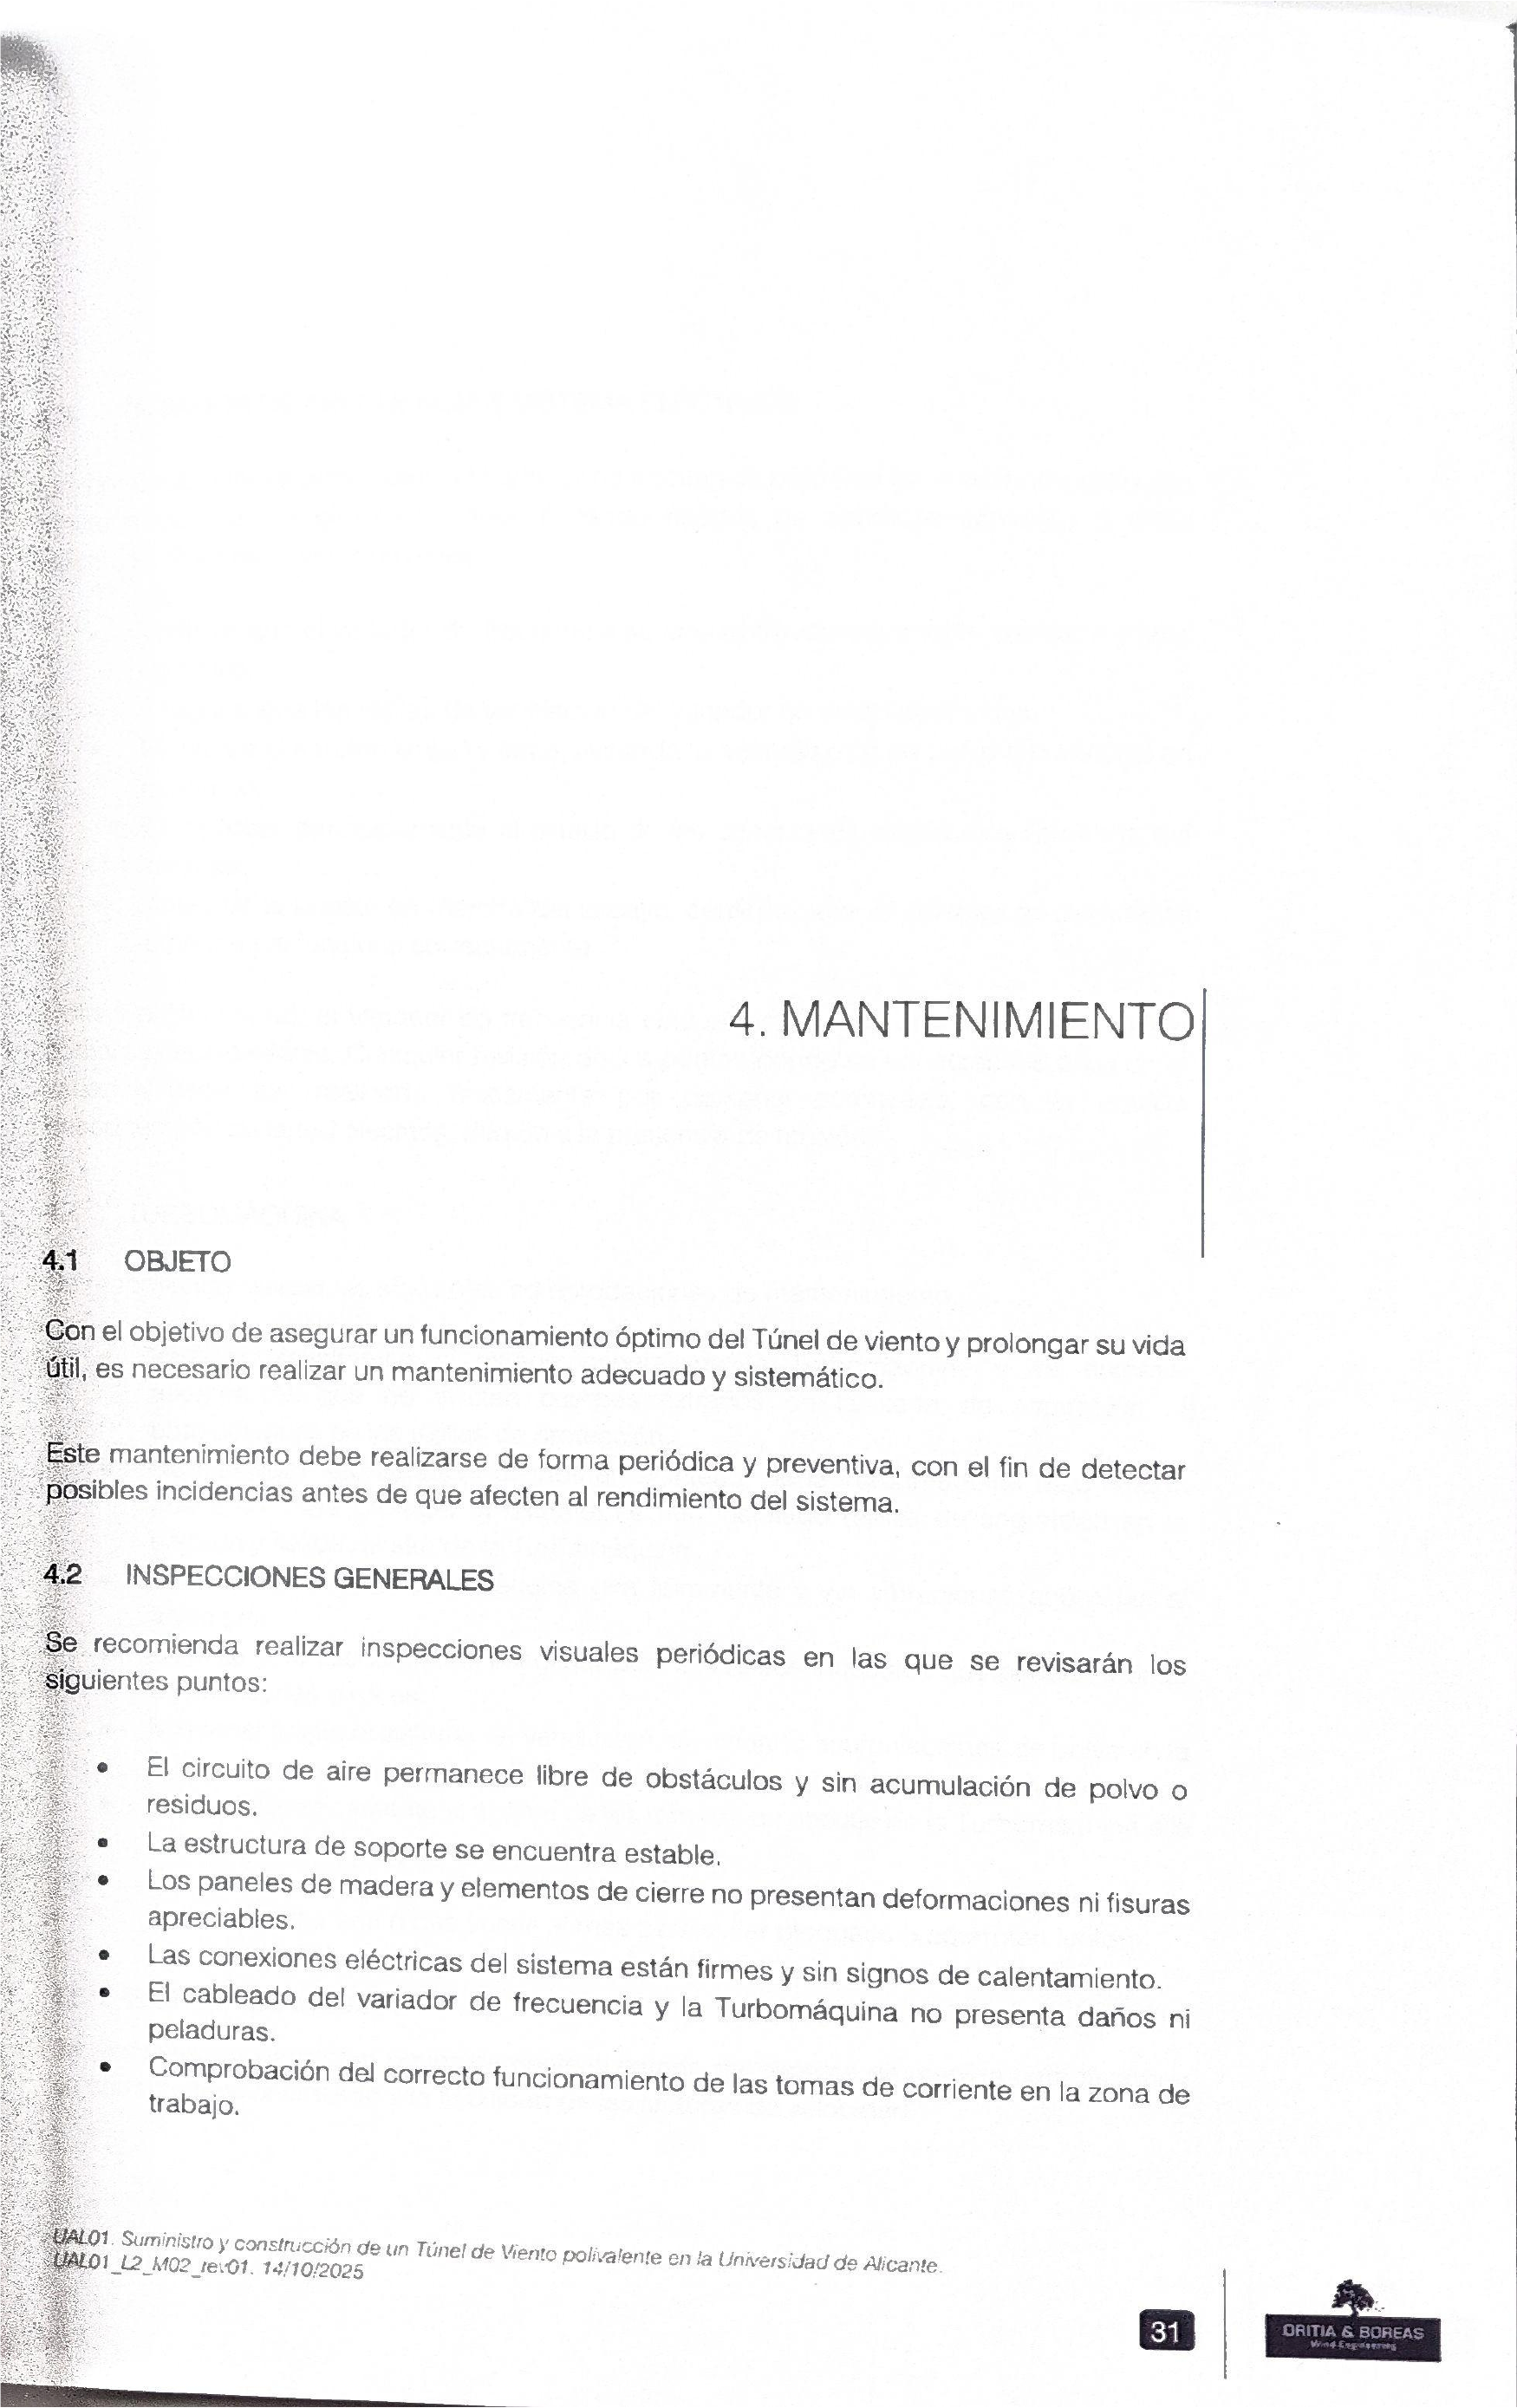 4. MANTENIMIENTO
4.1 OBJETO
Con el objetivo de asegurar un funcionamiento óptimo del Túnel de viento y prolongar su vida
útil, es necesario realizar un mantenimiento adecuado y sistemático.
Este mantenimiento debe realizarse de forma periódica y preventiva, con el fin de detectar
posibles incidencias antes de que afecten al rendimiento del sistema.
4.2 INSPECCIONES GENERALES
Se recomienda realizar inspecciones visuales periódicas en las que se revisarán los
siguientes puntos:
• El circuito de aire permanece libre de obstáculos y sin acumulación de polvo o
residuos.
• La estructura de soporte se encuentra estable.
• Los paneles de madera y elementos de cierre no presentan deformaciones ni fisuras
apreciables.
• Las conexiones eléctricas del sistema están firmes y sin signos de calentamiento.
• El cableado del variador de frecuencia y la Turbomáquina no presenta daños ni
peladuras.
• Comprobación del correcto funcionamiento de las tomas de corriente en la zona de
trabajo.
UAL01. Suministro y construcción de un Túnel de Viento polivalente en la Universidad de Alicante.
UAL01_L2_M02_rev01. 14/10/2025
31
ORITIA & BOREAS
Wind Engineering